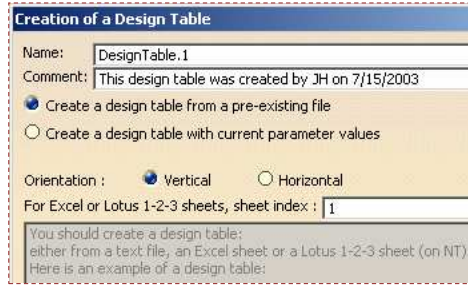 Creation of a Design Table
Name: DesignTable.1
Comment: This design table was created by JH on 7/15/2003
Create a design table from a pre-existing file
Create a design table with current parameter values
Orientation : Vertical Horizontal
For Excel or Lotus 1-2-3 sheets, sheet index : 1
You should create a design table:
either from a text file, an Excel sheet or a Lotus 1-2-3 sheet (on NT)
Here is an example of a design table: